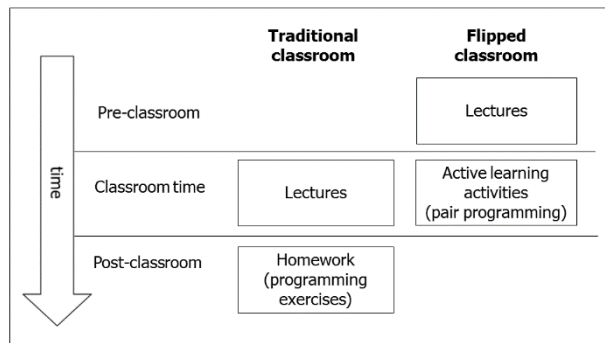 Traditional
classroom
Flipped
classroom
time
Pre-classroom
Lectures
Classroom time
Lectures
Active learning
activities
(pair programming)
Post-classroom
Homework
(programming
exercises)